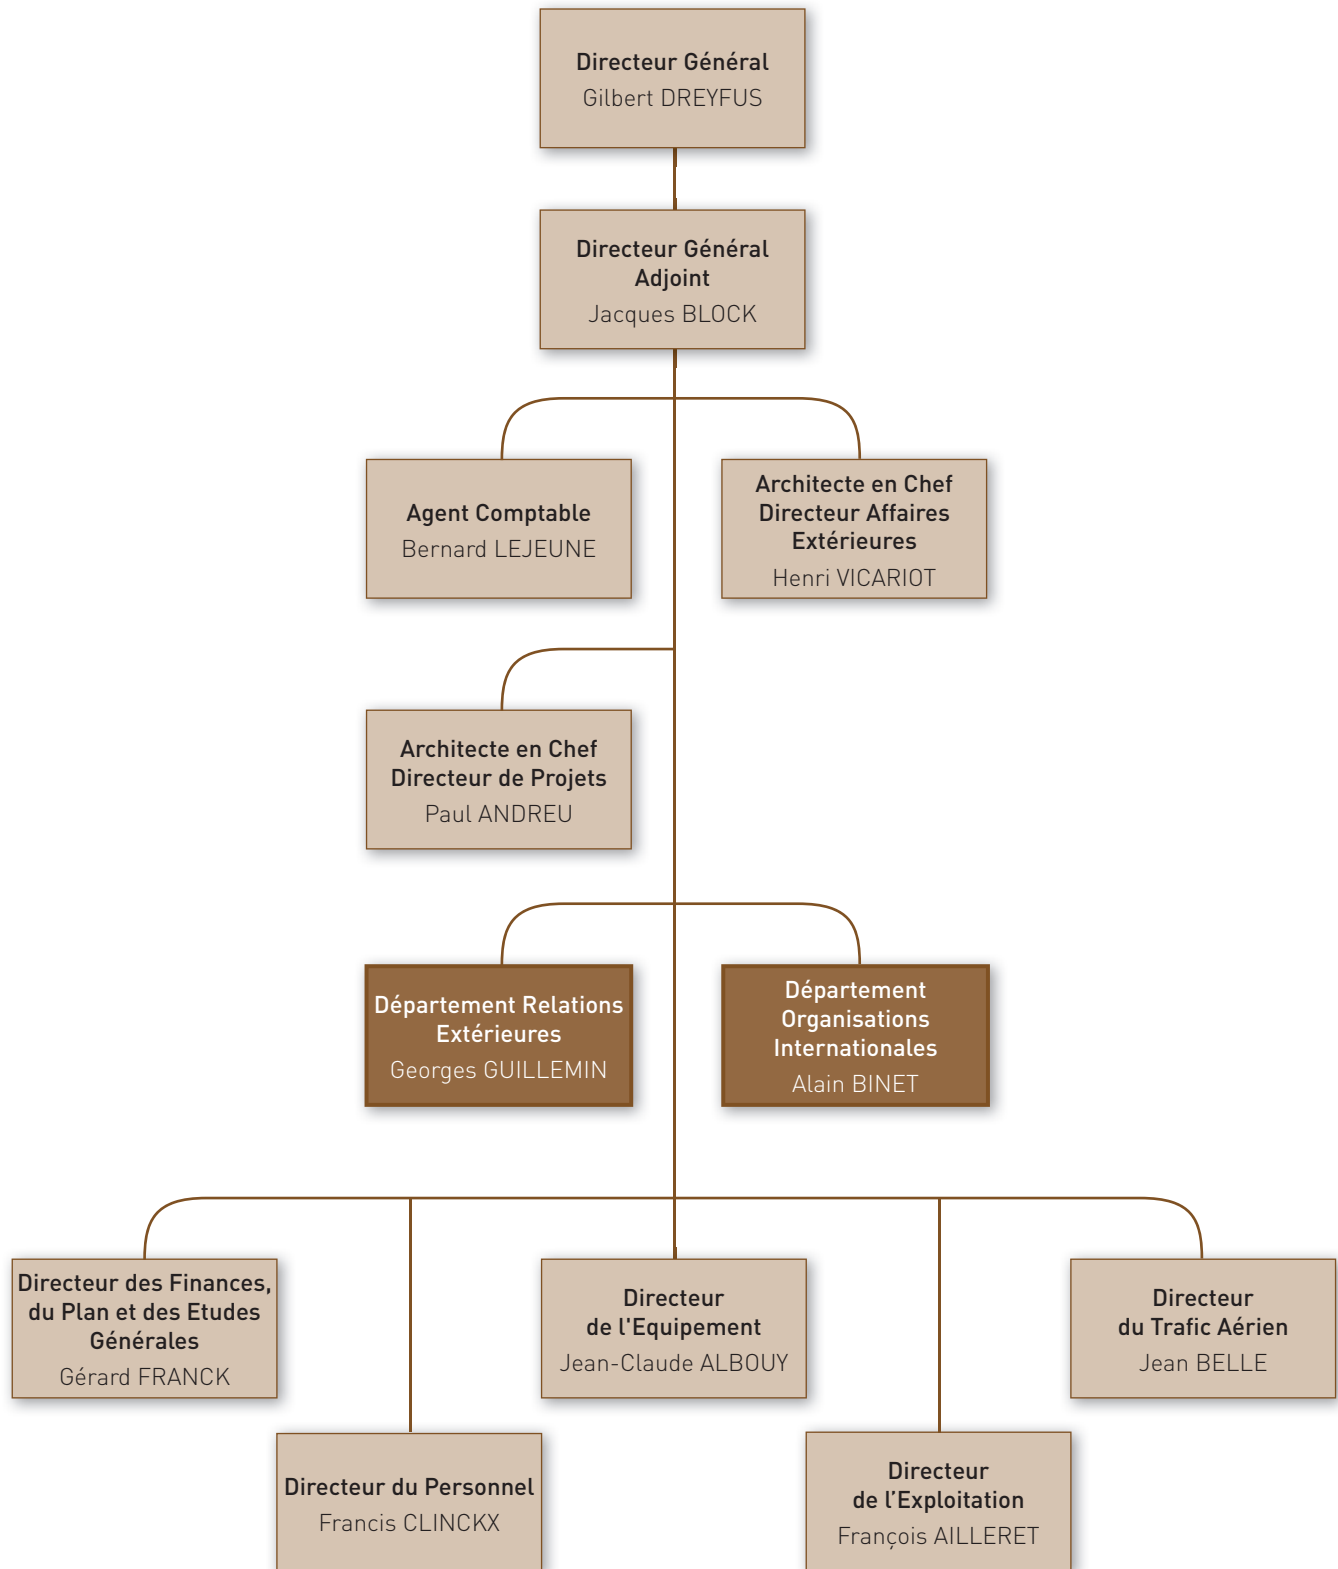 Directeur Général
Gilbert DREYFUS
Directeur Général
Adjoint
Jacques BLOCK
Agent Comptable
Bernard LEJEUNE
Architecte en Chef
Directeur Affaires
Extérieures
Henri VICARIOT
Architecte en Chef
Directeur de Projets
Paul ANDREU
Département Relations
Extérieures
Georges GUILLEMIN
Département
Organisations
Internationales
Alain BINET
Directeur des Finances,
du Plan et des Etudes
Générales
Gérard FRANCK
Directeur
de l'Equipement
Jean-Claude ALBOUY
Directeur
du Trafic Aérien
Jean BELLE
Directeur du Personnel
Francis CLINCKX
Directeur
de l’Exploitation
François AILLERET